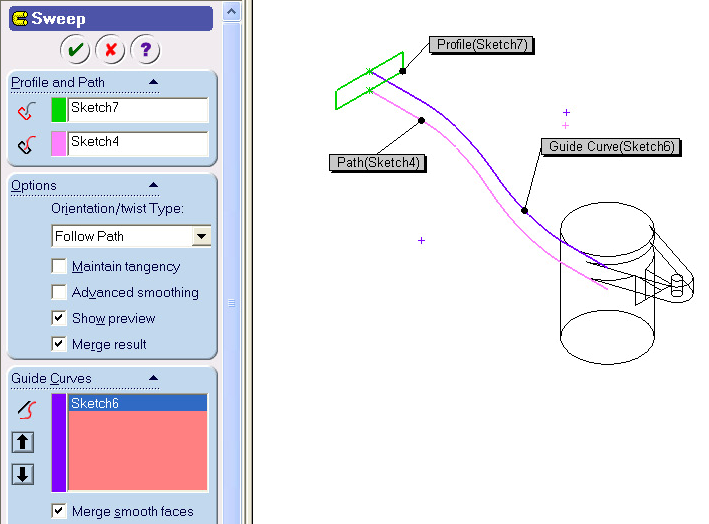 Sweep
?
Profile and Path
Sketch7
Sketch4
Options
Orientation/twist Type:
Follow Path
Maintain tangency
Advanced smoothing
Show preview
Merge result
Guide Curves
Sketch6
Merge smooth faces
Profile(Sketch7)
Path(Sketch4)
Guide Curve(Sketch6)